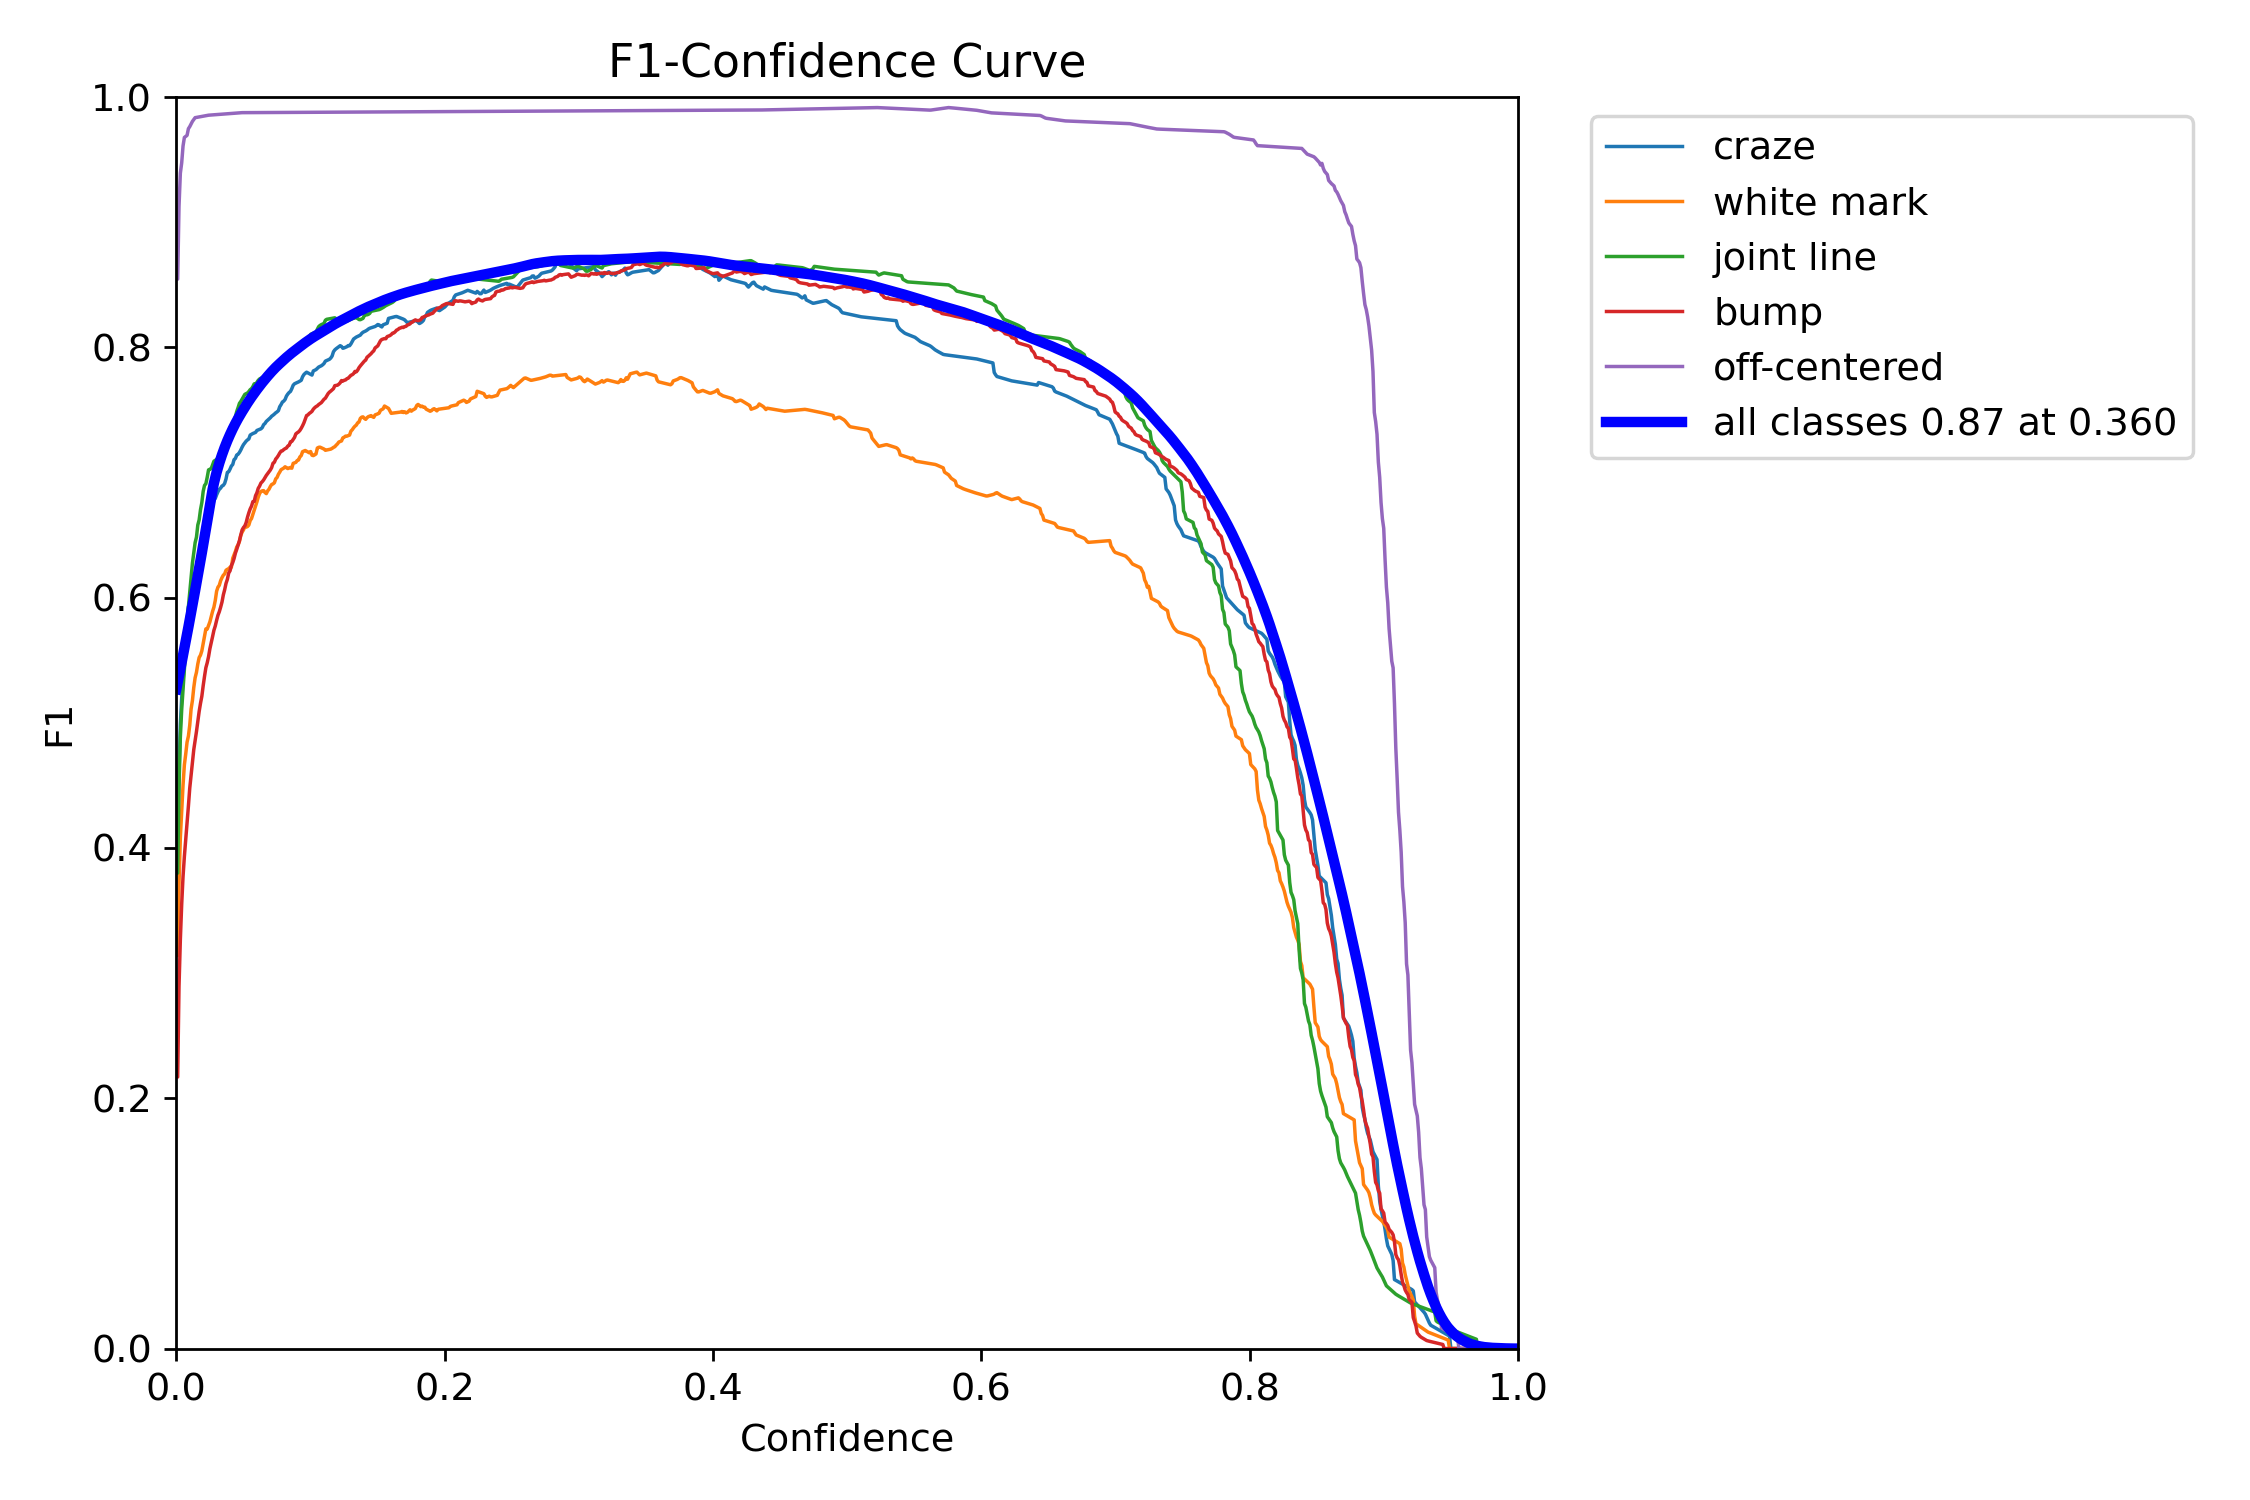 F1-Confidence Curve
1.0
0.8
0.6
0.4
0.2
0.0
F1
0.0 0.2 0.4 0.6 0.8 1.0
Confidence
craze
white mark
joint line
bump
off-centered
all classes 0.87 at 0.360